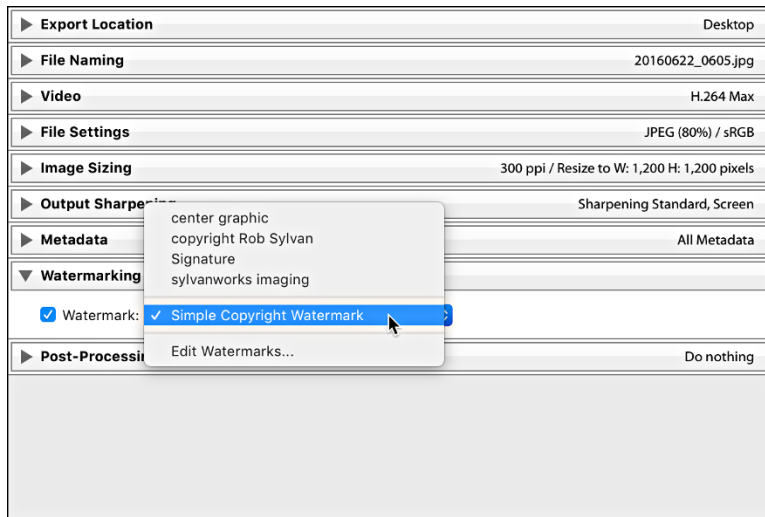 Export Location Desktop
File Naming 20160622_0605.jpg
Video H.264 Max
File Settings JPEG (80%) / sRGB
Image Sizing 300 ppi / Resize to W: 1,200 H: 1,200 pixels
Output Sharpening Sharpening Standard, Screen
center graphic
copyright Rob Sylvan
Metadata All Metadata
Signature
Watermarking
sylvanworks imaging
Watermark: ✓ Simple Copyright Watermark
Edit Watermarks...
Post-Processi Do nothing